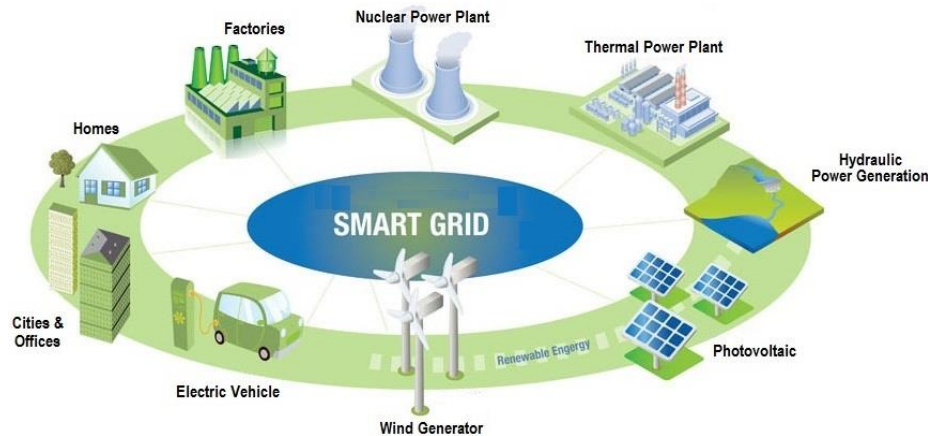 Nuclear Power Plant
Factories
Thermal Power Plant
Homes
Hydraulic
Power Generation
SMART GRID
Cities &
Offices
Renewable Engergy
Photovoltaic
Electric Vehicle
Wind Generator